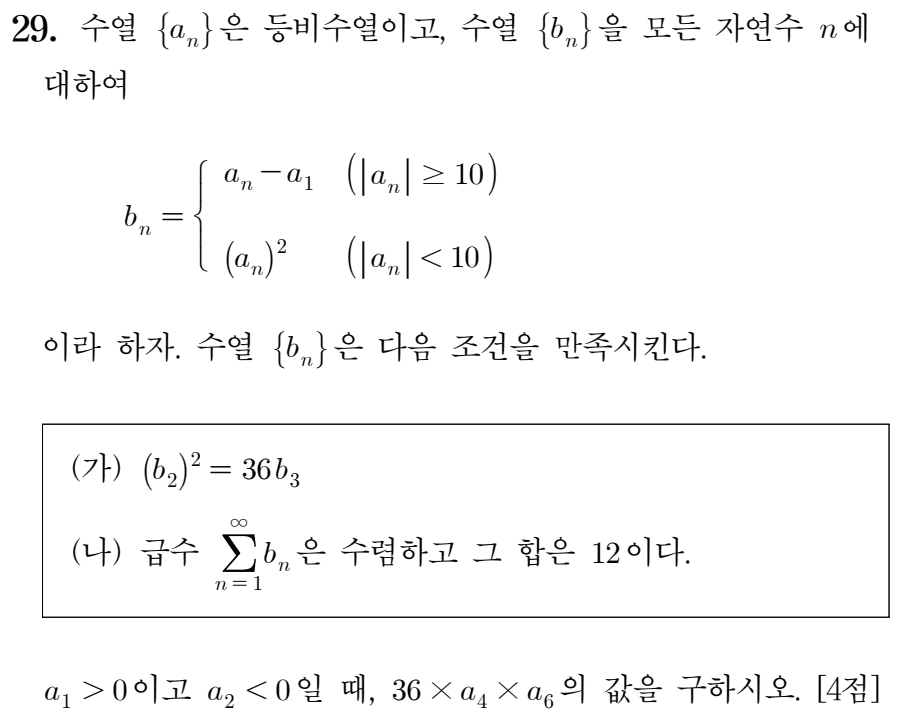 29. 수열 {aₙ}은 등비수열이고, 수열 {bₙ}을 모든 자연수 n에
대하여
bₙ = { aₙ − a₁ (|aₙ| ≥ 10)
(aₙ)² (|aₙ| < 10)
이라 하자. 수열 {bₙ}은 다음 조건을 만족시킨다.
(가) (b₂)² = 36b₃
(나) 급수 ∑_{n=1}^{∞} bₙ은 수렴하고 그 합은 12이다.
a₁ > 0이고 a₂ < 0일 때, 36 × a₄ × a₆의 값을 구하시오. [4점]